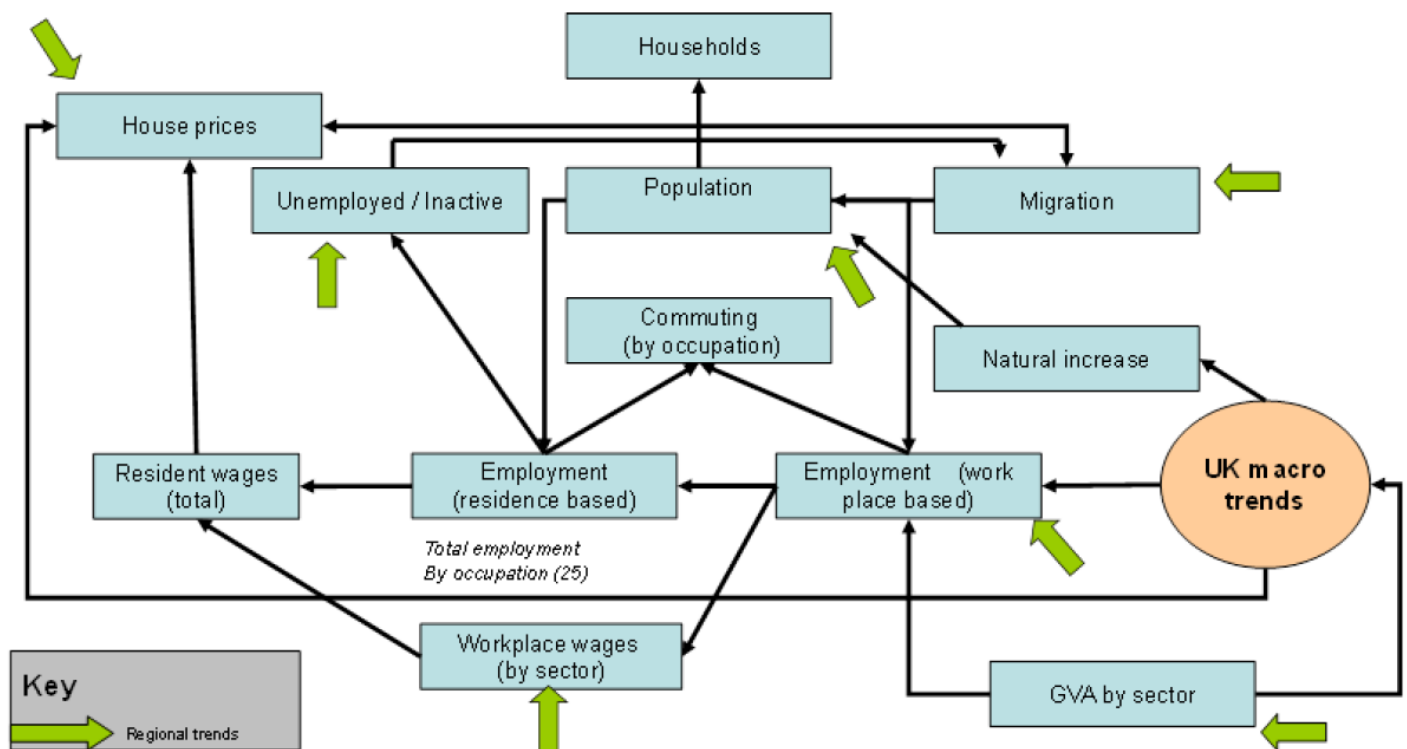 Households
House prices
Unemployed / Inactive
Population
Migration
Commuting
(by occupation)
Natural increase
Resident wages
(total)
Employment
(residence based)
Employment (work
place based)
UK macro
trends
Total employment
By occupation (25)
Workplace wages
(by sector)
GVA by sector
Key
Regional trends